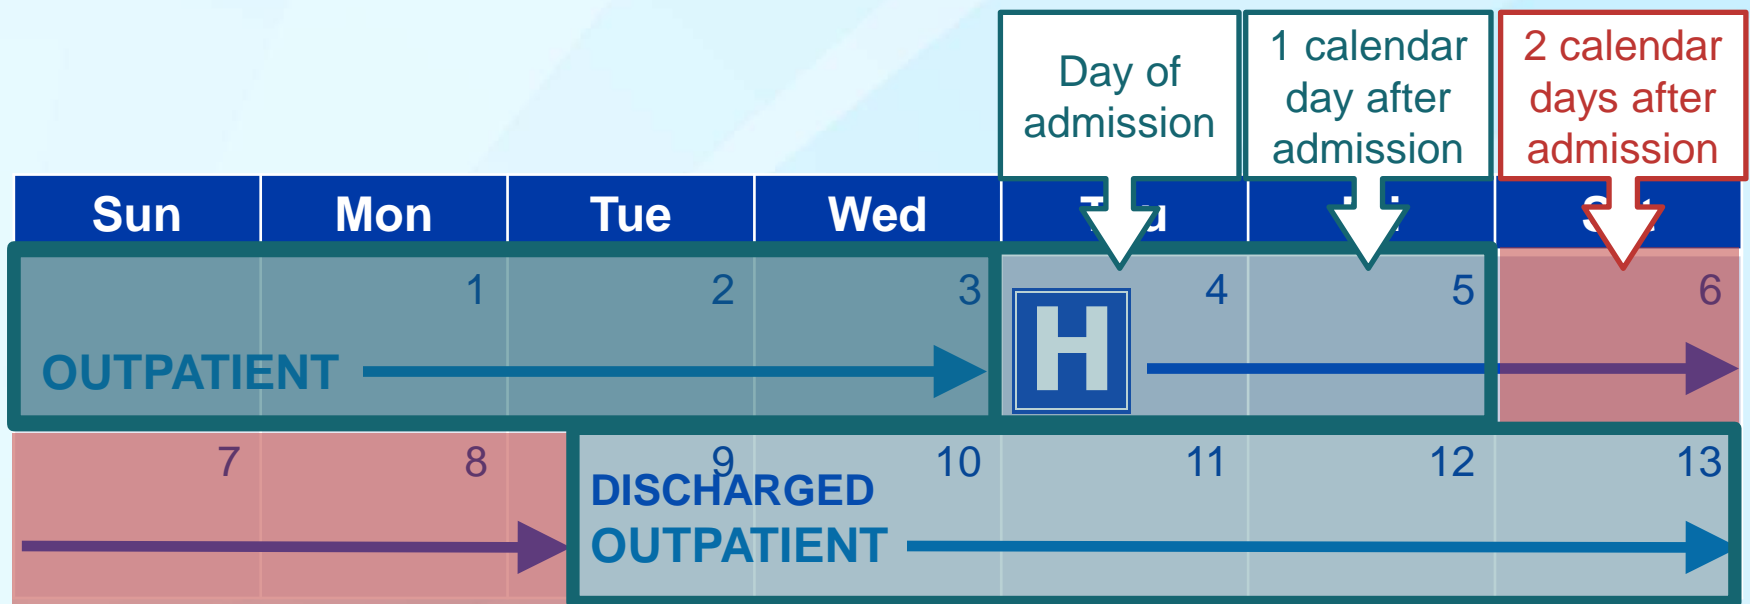 Day of
admission
1 calendar
day after
admission
2 calendar
days after
admission
Sun Mon Tue Wed
1 2 3 4 5 6
OUTPATIENT
H
7 8 9 10 11 12 13
DISCHARGED
OUTPATIENT